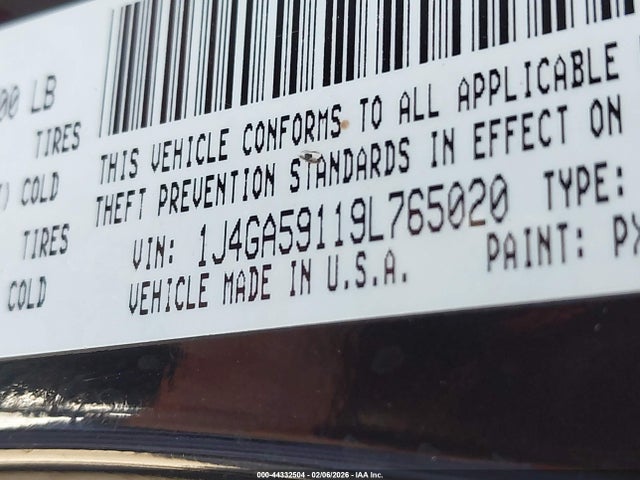 00 LB
TIRES
COLD
TIRES
COLD
THIS VEHICLE CONFORMS TO ALL APPLICABLE
THEFT PREVENTION STANDARDS IN EFFECT ON
VIN: 1J4GA59119L765020 TYPE:
VEHICLE MADE IN U.S.A. PAINT: PX
000-44332504 - 02/06/2026 - IAA Inc.